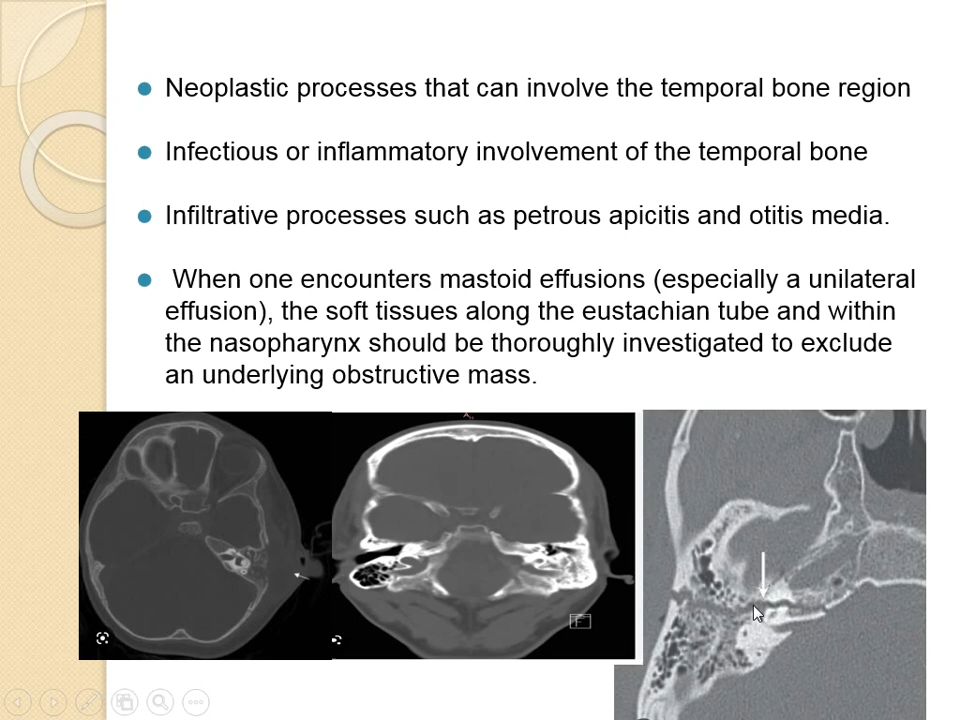 Neoplastic processes that can involve the temporal bone region
Infectious or inflammatory involvement of the temporal bone
Infiltrative processes such as petrous apicitis and otitis media.
When one encounters mastoid effusions (especially a unilateral
effusion), the soft tissues along the eustachian tube and within
the nasopharynx should be thoroughly investigated to exclude
an underlying obstructive mass.
A..
F